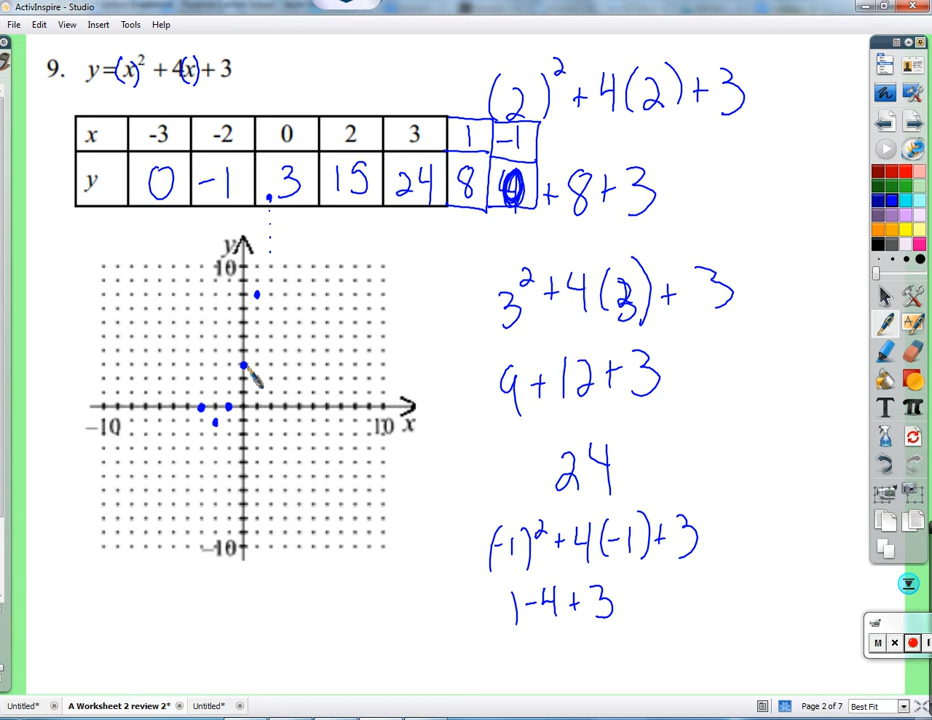 ActivInspire - Studio
File Edit View Insert Tools
9. y=(x)² + 4(x) + 3
(2)² + 4(2) + 3
x -3 -2 0 2 3 1 -1
y 0 -1 3 15 24 8 0
+ 8 + 3
3² + 4(3) + 3
9 + 12 + 3
24
(-1)² + 4(-1) + 3
1 - 4 + 3
y
10
-10
10 x
-10
M
Untitled* A Worksheet 2 review 2* Untitled* Page 2 of 7 Best Fit